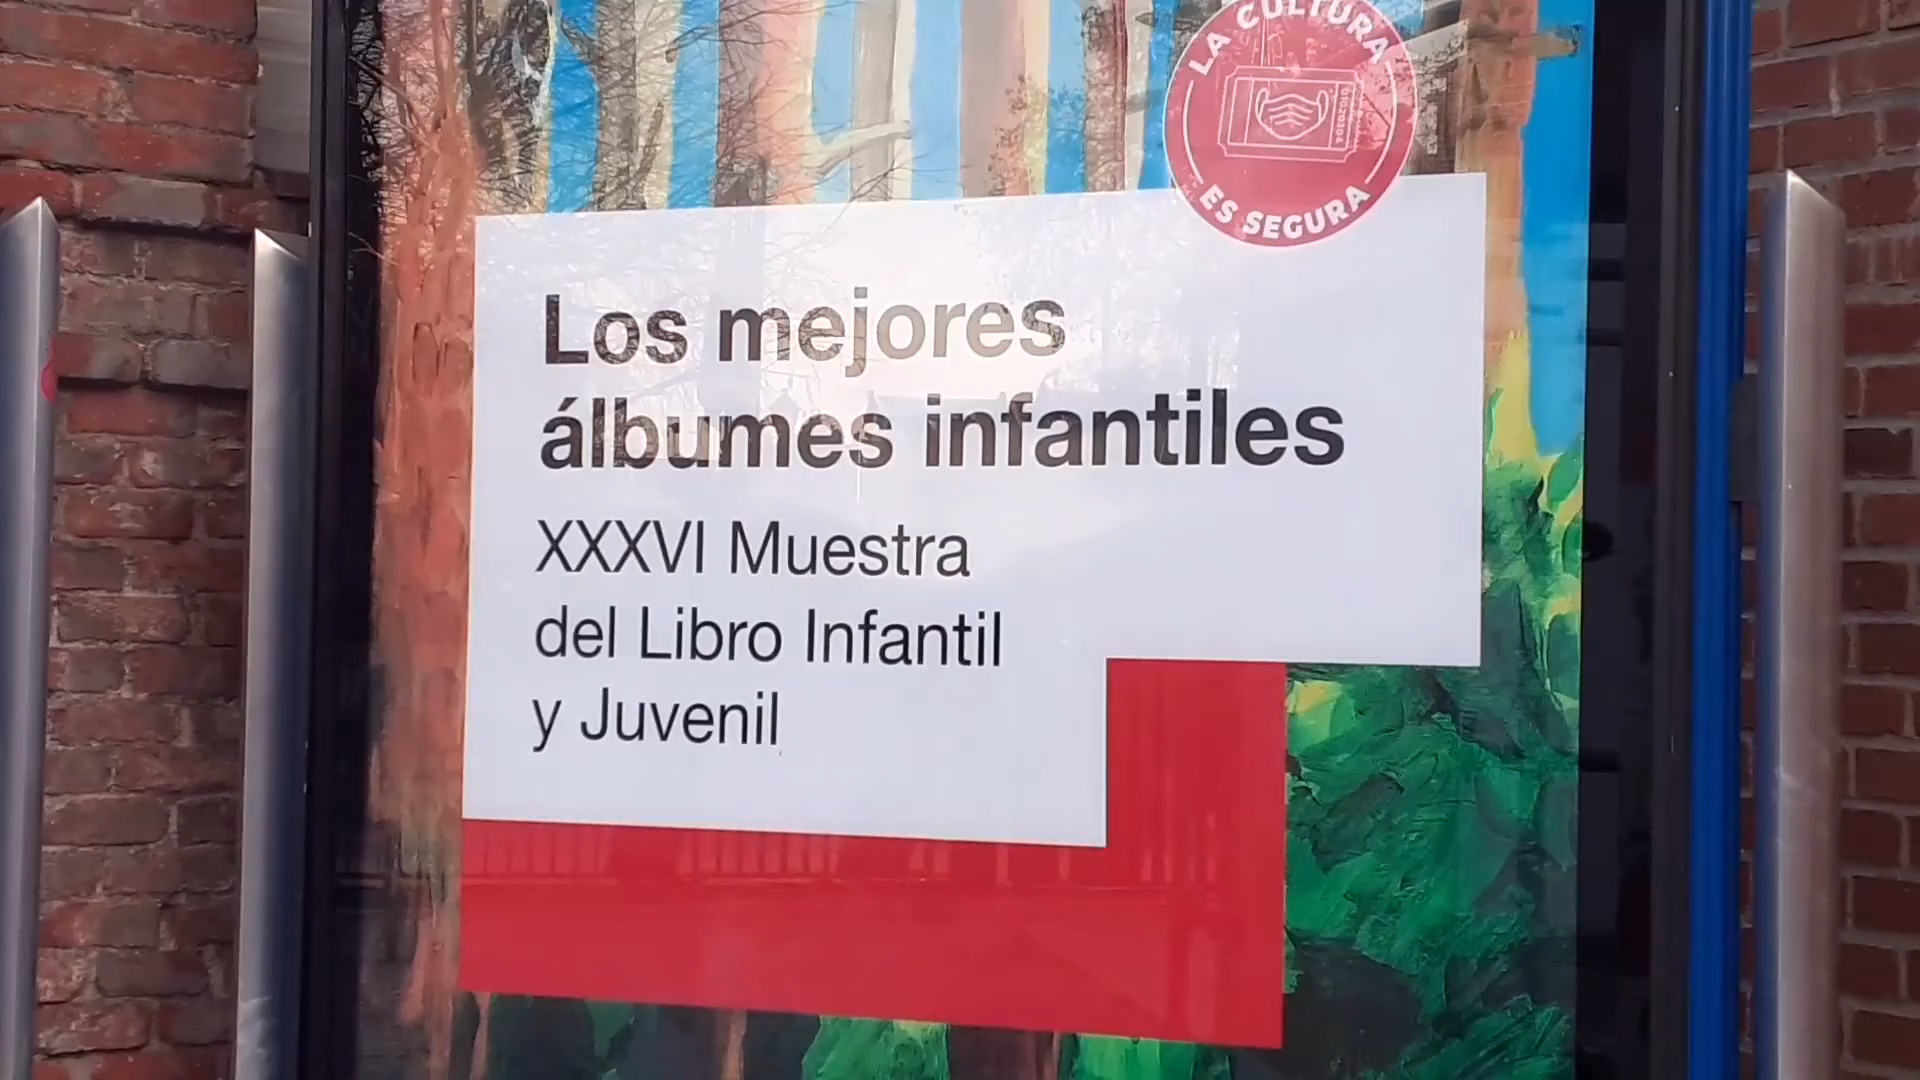 LA CULTURA
ES SEGURA
Los mejores
álbumes infantiles
XXXVI Muestra
del Libro Infantil
y Juvenil